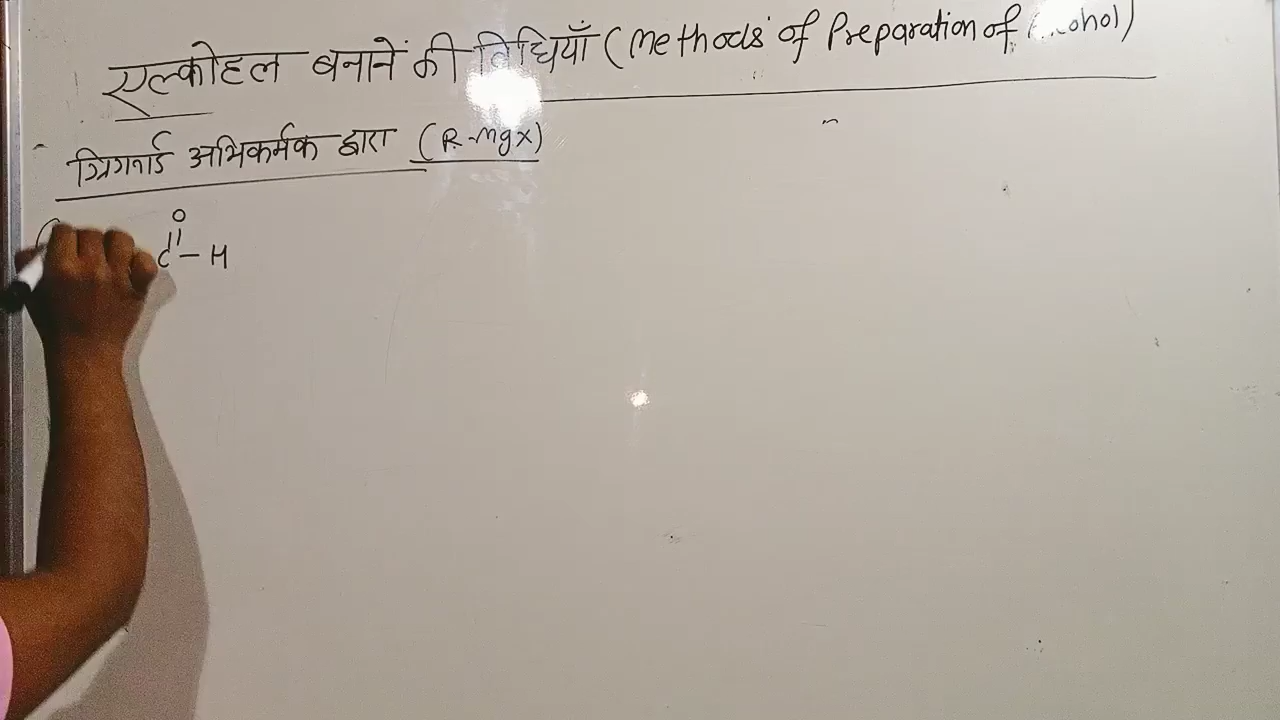 एल्कोहल बनानें की विधियाँ (Methods of Preparation of
ग्रिगनार्ड अभिकर्मक द्वारा (R-MgX)
O
C - H